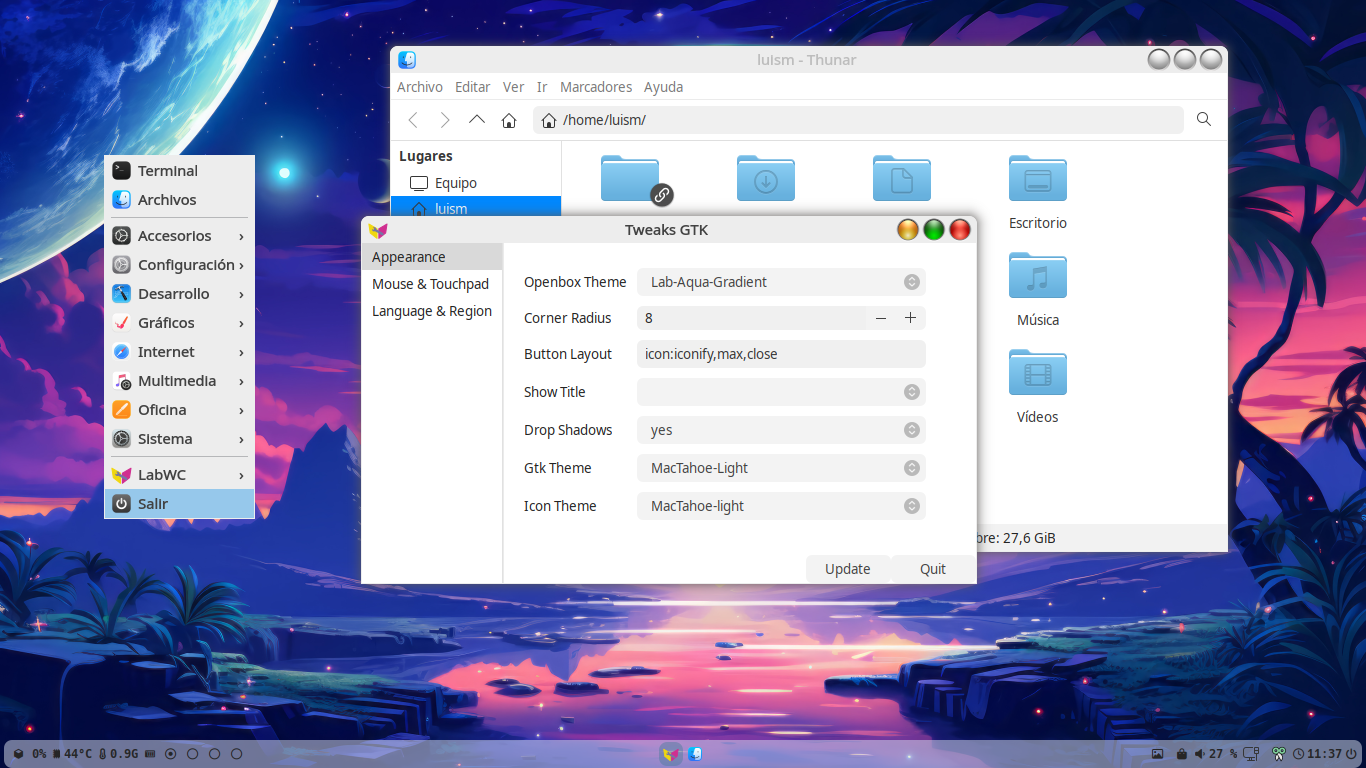 luism - Thunar
Archivo Editar Ver Ir Marcadores Ayuda
/home/luism/
Lugares
Equipo
luism
Escritorio
Música
Vídeos
27,6 GiB
Terminal
Archivos
Accesorios
Configuración
Desarrollo
Gráficos
Internet
Multimedia
Oficina
Sistema
LabWC
Salir
Tweaks GTK
Appearance
Mouse & Touchpad
Language & Region
Openbox Theme Lab-Aqua-Gradient
Corner Radius 8
Button Layout icon:iconify,max,close
Show Title
Drop Shadows yes
Gtk Theme MacTahoe-Light
Icon Theme MacTahoe-light
Update Quit
0% 44°C 0.9G 27 % 11:37